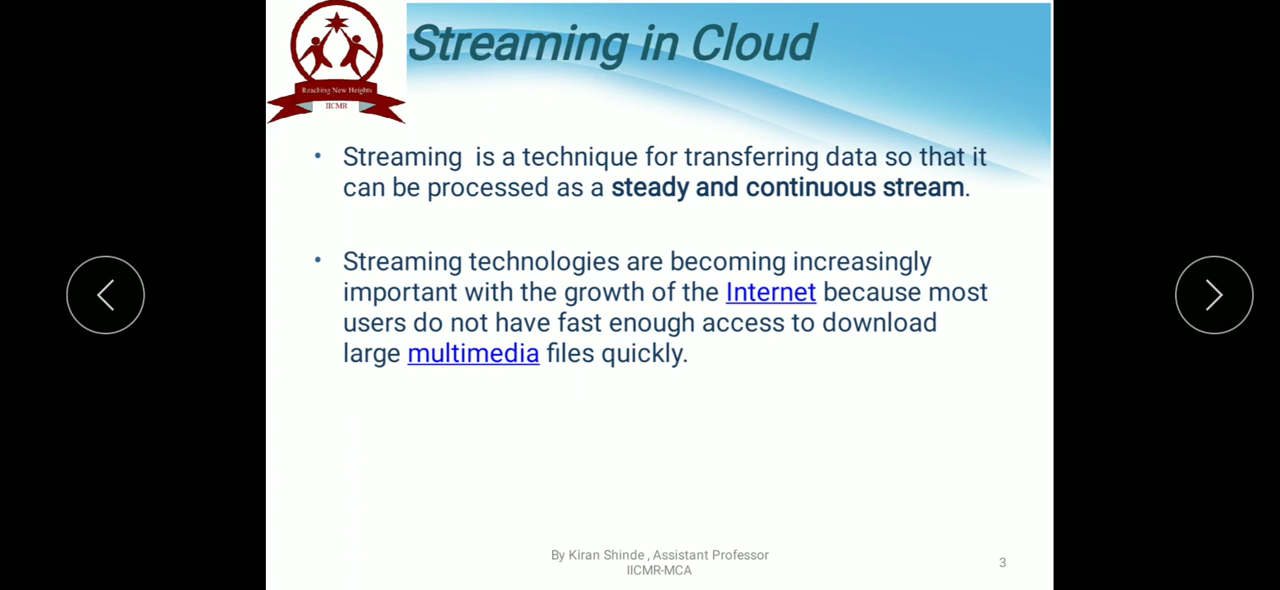 Streaming in Cloud
Reaching New Heights
IICMR
• Streaming  is a technique for transferring data so that it
can be processed as a steady and continuous stream.
• Streaming technologies are becoming increasingly
important with the growth of the Internet because most
users do not have fast enough access to download
large multimedia files quickly.
By Kiran Shinde , Assistant Professor
IICMR-MCA
3